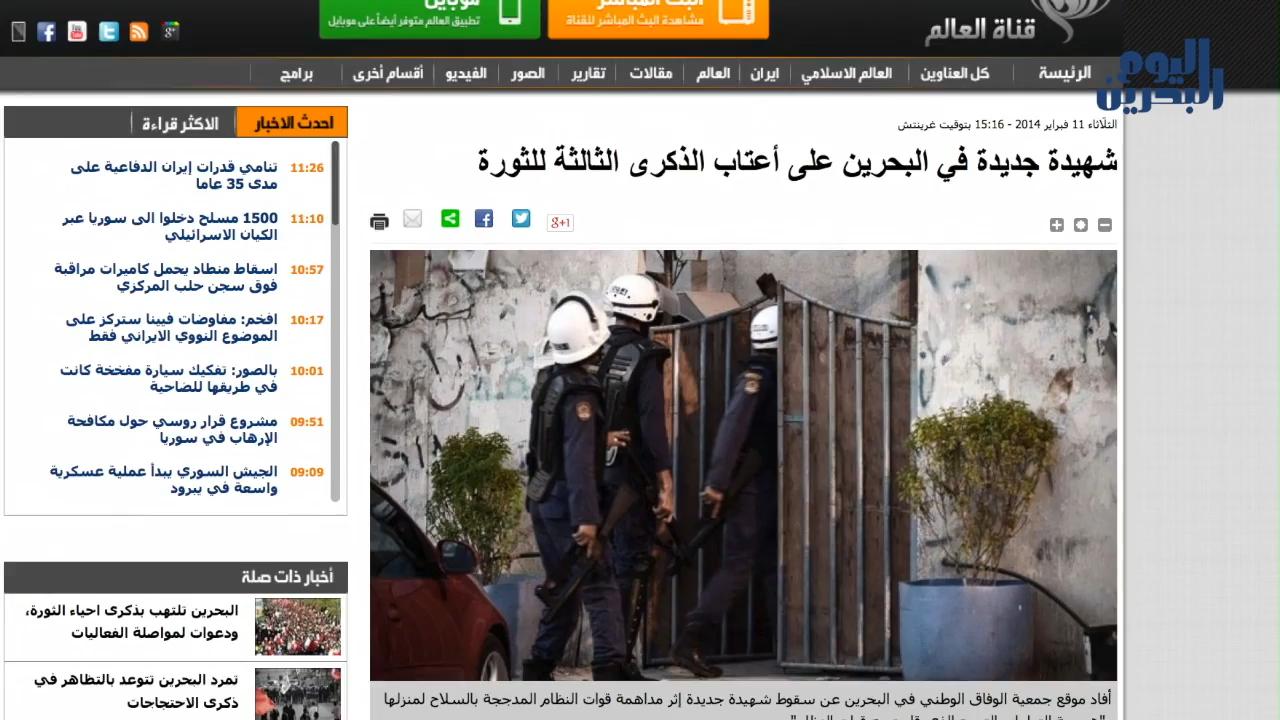 موبايل
تطبيق العالم متوفر أيضاً على موبايل
البث المباشر
مشاهدة البث المباشر للقناة
قناة العالم
الرئيسة
كل العناوين
العالم الاسلامي
ايران
العالم
مقالات
تقارير
الصور
الفيديو
أقسام أخرى
برامج
اليوم
البحرين
الثلاثاء 11 فبراير 2014 - 15:16 بتوقيت غرينتش
شهيدة جديدة في البحرين على أعتاب الذكرى الثالثة للثورة
g+1
أفاد موقع جمعية الوفاق الوطني في البحرين عن سقوط شهيدة جديدة إثر مداهمة قوات النظام المدججة بالسلاح لمنزلها
احدث الاخبار
الاكثر قراءة
11:26 تنامي قدرات إيران الدفاعية على
مدى 35 عاما
11:10 1500 مسلح دخلوا الى سوريا عبر
الكيان الاسرائيلي
10:57 اسقاط منطاد يحمل كاميرات مراقبة
فوق سجن حلب المركزي
10:17 افخم: مفاوضات فيينا ستركز على
الموضوع النووي الايراني فقط
10:01 بالصور: تفكيك سيارة مفخخة كانت
في طريقها للضاحية
09:51 مشروع قرار روسي حول مكافحة
الإرهاب في سوريا
09:09 الجيش السوري يبدأ عملية عسكرية
واسعة في يبرود
أخبار ذات صلة
البحرين تلتهب بذكرى احياء الثورة،
ودعوات لمواصلة الفعاليات
تمرد البحرين تتوعد بالتظاهر في
ذكرى الاحتجاجات